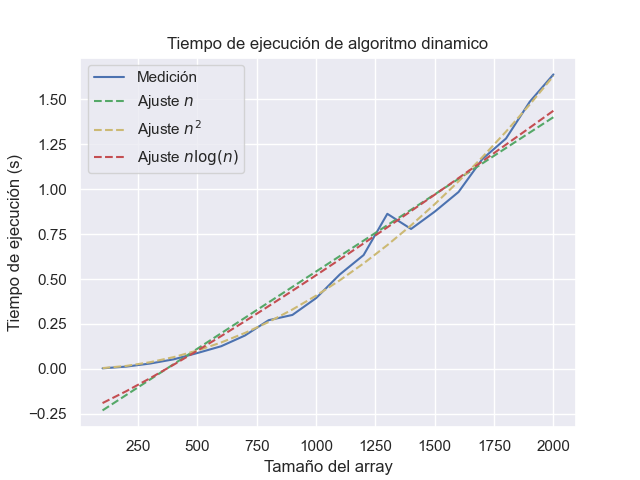 Tiempo de ejecución de algoritmo dinamico
Medición
Ajuste n
Ajuste n²
Ajuste n log(n)
Tiempo de ejecución (s)
1.50
1.25
1.00
0.75
0.50
0.25
0.00
−0.25
250 500 750 1000 1250 1500 1750 2000
Tamaño del array